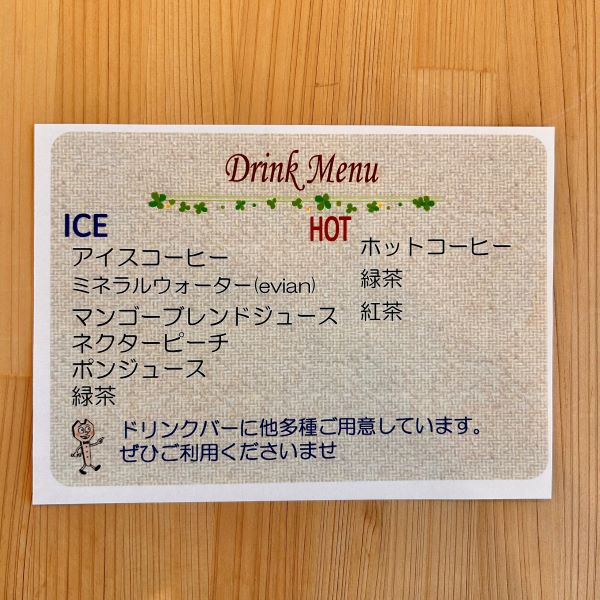 Drink Menu
ICE
アイスコーヒー
ミネラルウォーター(evian)
マンゴーブレンドジュース
ネクターピーチ
ポンジュース
緑茶
HOT
ホットコーヒー
緑茶
紅茶
ドリンクバーに他多種ご用意しています。
ぜひご利用くださいませ